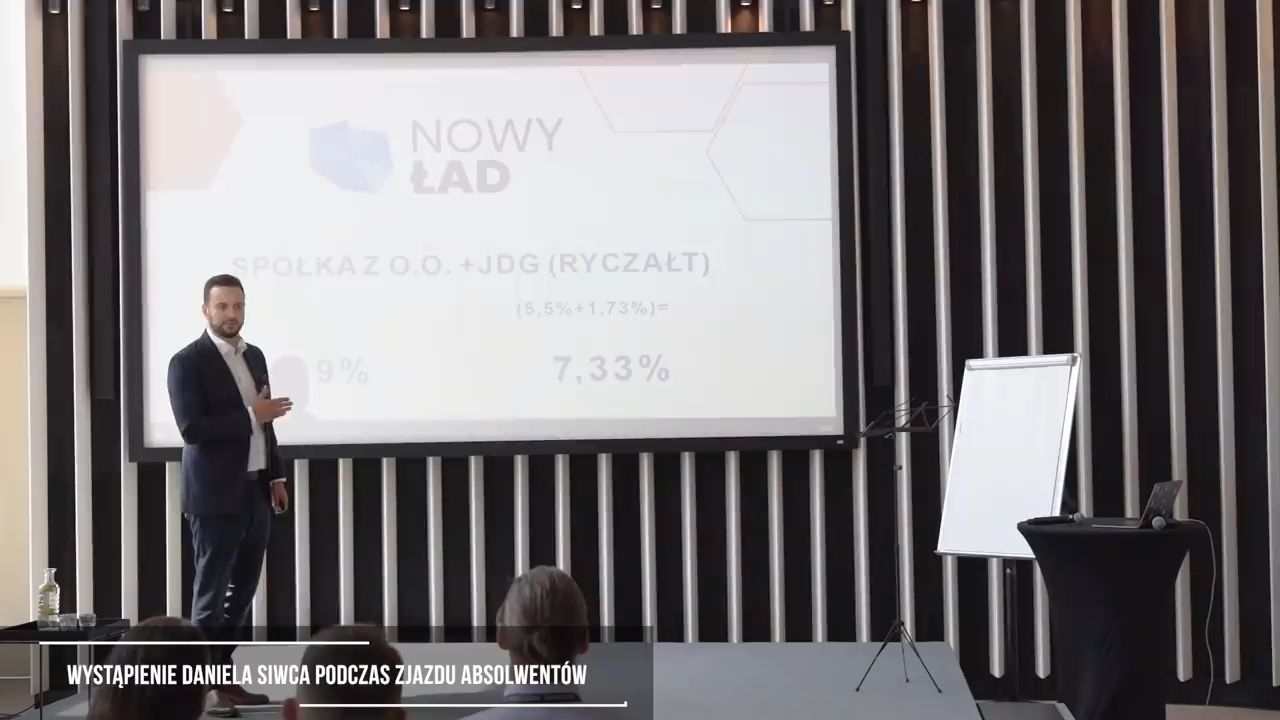 NOWY
ŁAD
SPÓŁKA Z O.O. +JDG (RYCZAŁT)
(5,5%+1,73%)=
9%
7,33%
WYSTĄPIENIE DANIELA SIWCA PODCZAS ZJAZDU ABSOLWENTÓW